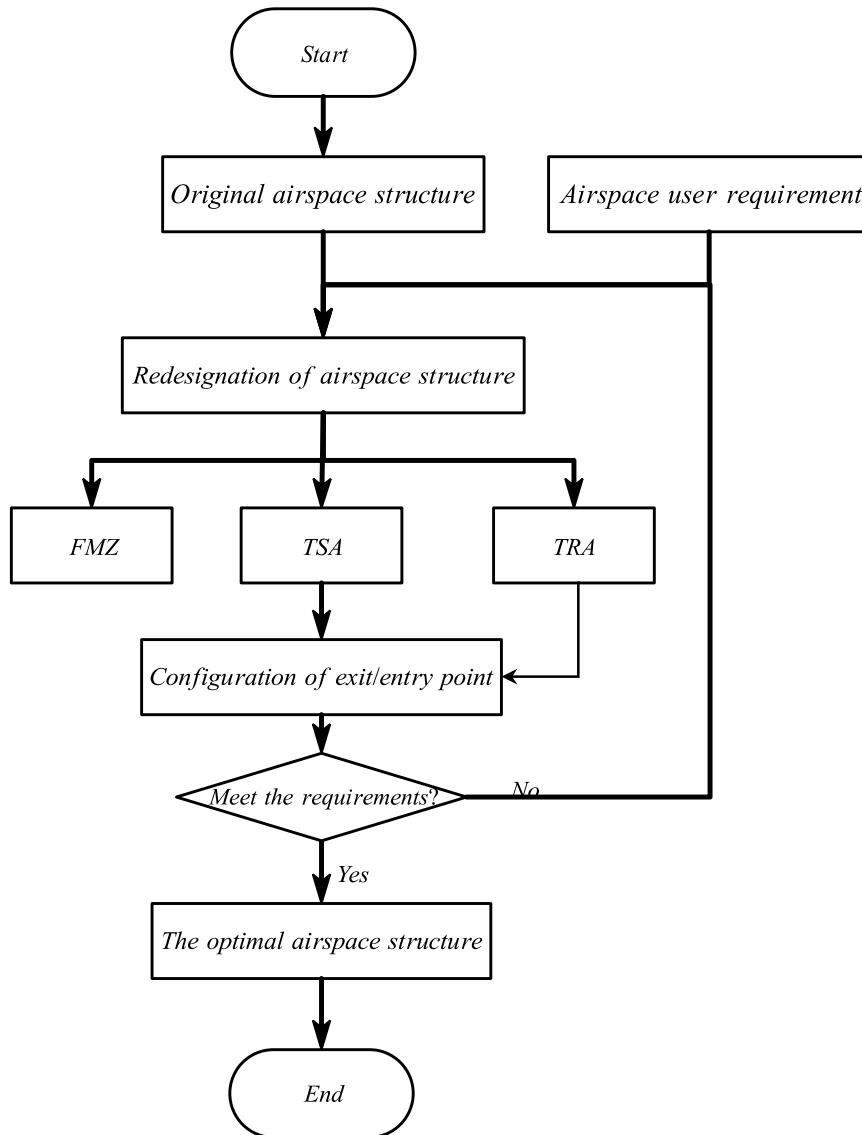 Start
Original airspace structure
Airspace user requirement
Redesignation of airspace structure
FMZ
TSA
TRA
Configuration of exit/entry point
Meet the requirements?
No
Yes
The optimal airspace structure
End